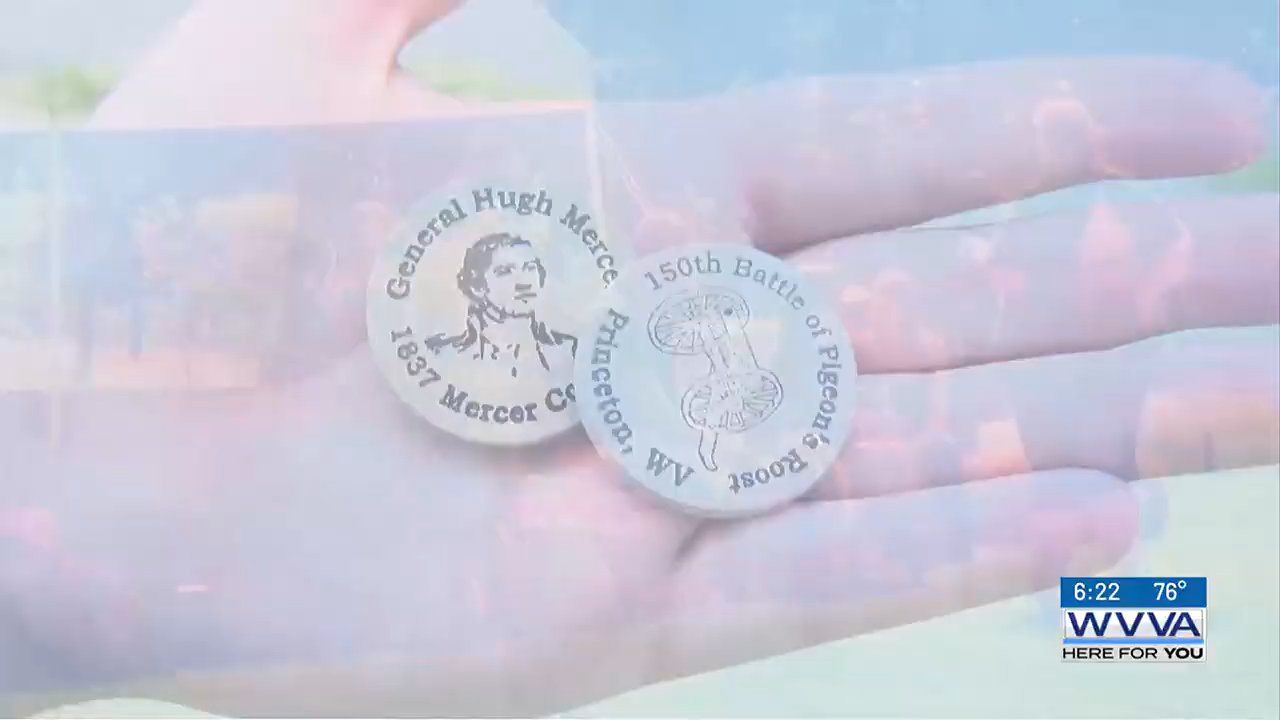 General Hugh Merce
1837 Mercer Co
150th Battle of Pigeon's Roost
Princeton, WV
6:22 76°
WVVA
HERE FOR YOU